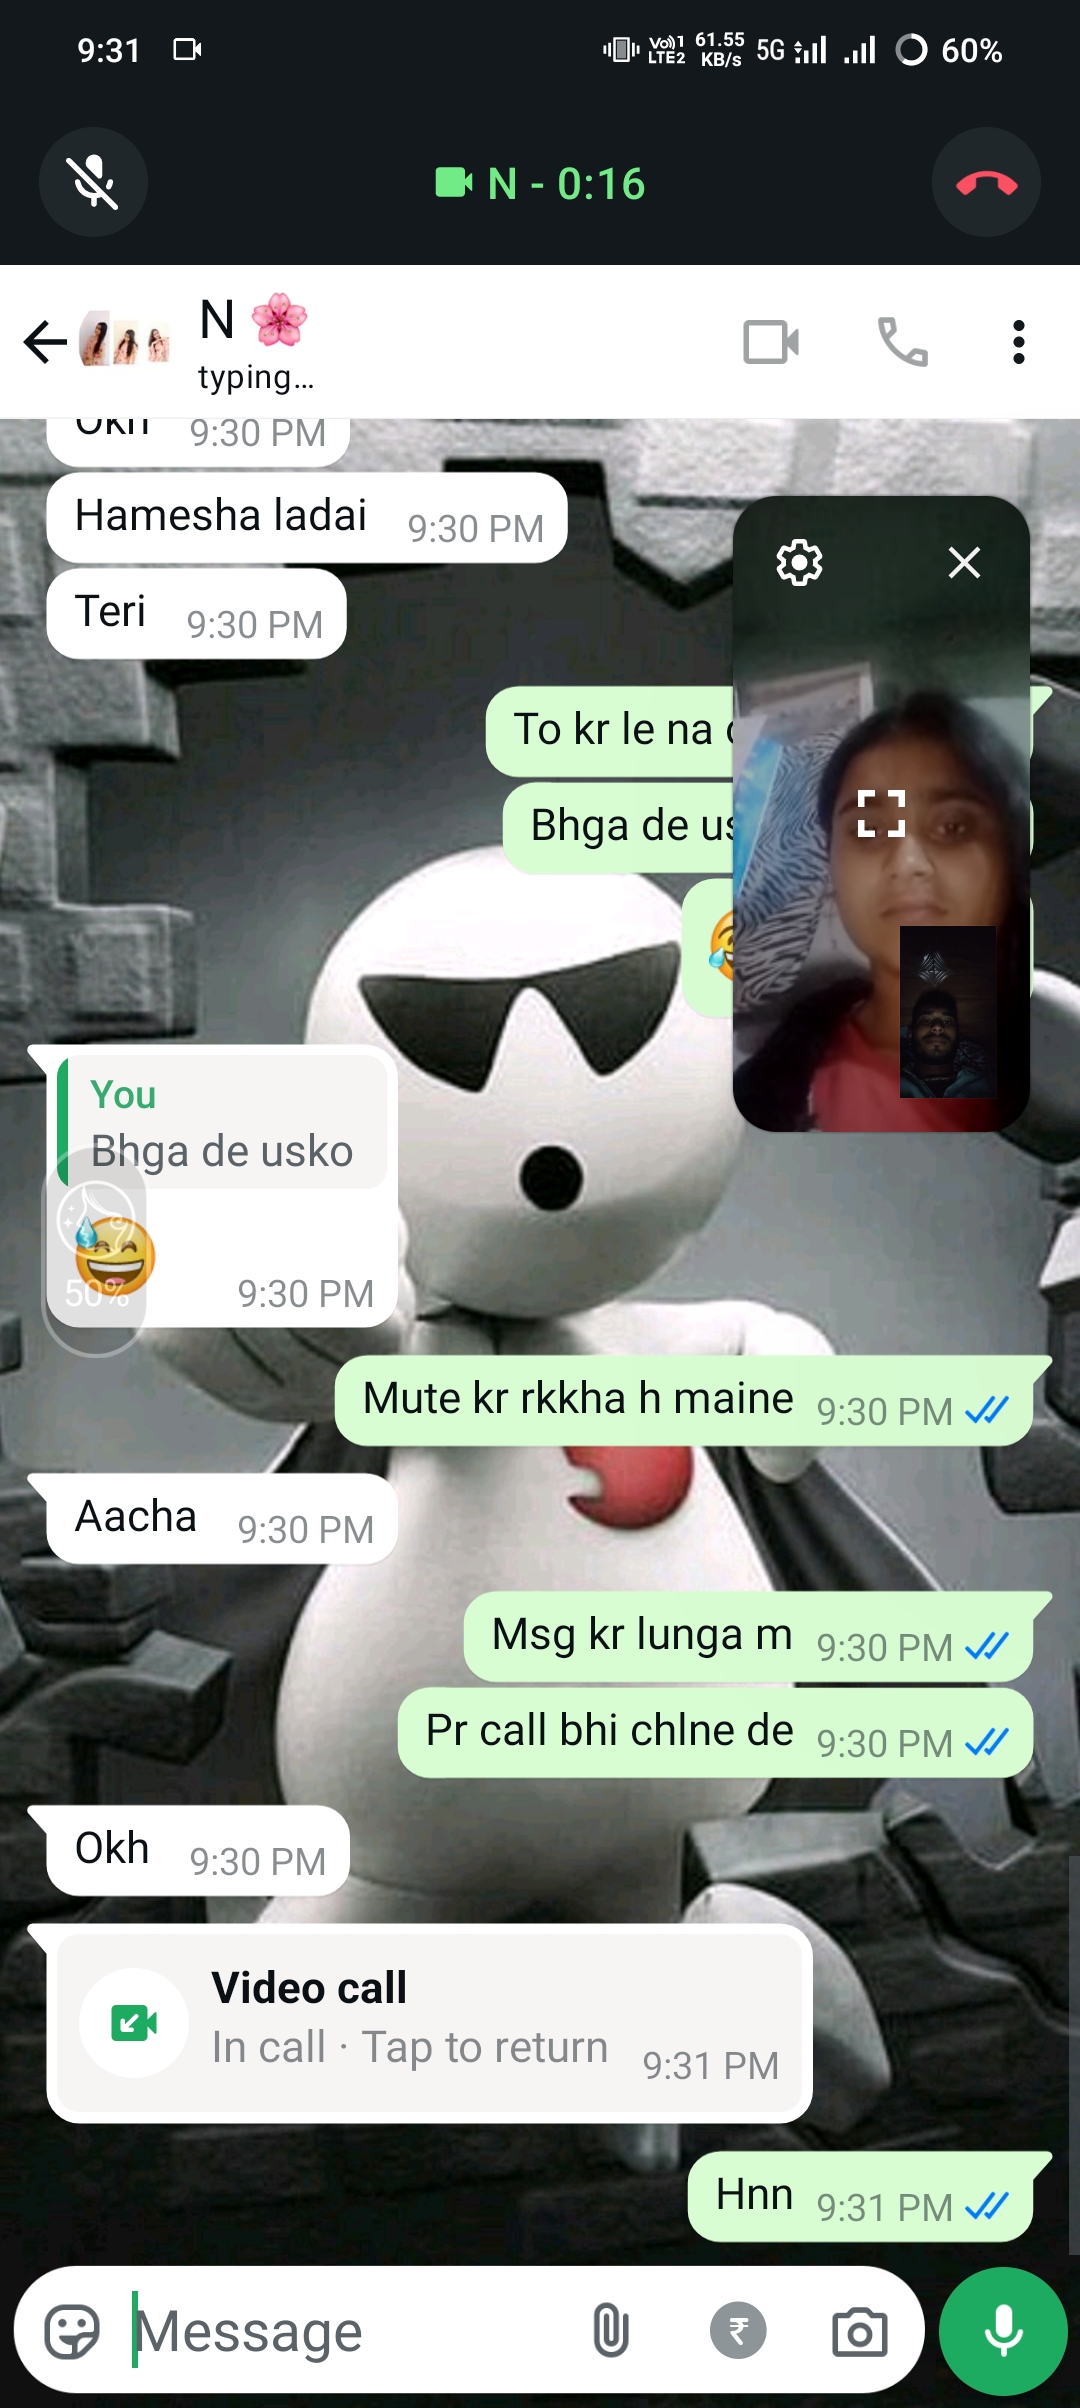 9:31
Vo) 1 LTE2 61.55 KB/s 5G 60%
N - 0:16
N 🌸
typing...
Okh 9:30 PM
Hamesha ladai 9:30 PM
Teri 9:30 PM
To kr le na
Bhga de
You
Bhga de usko
😅
50%
9:30 PM
Mute kr rkkha h maine 9:30 PM
Aacha 9:30 PM
Msg kr lunga m 9:30 PM
Pr call bhi chlne de 9:30 PM
Okh 9:30 PM
Video call
In call · Tap to return 9:31 PM
Hnn 9:31 PM
Message